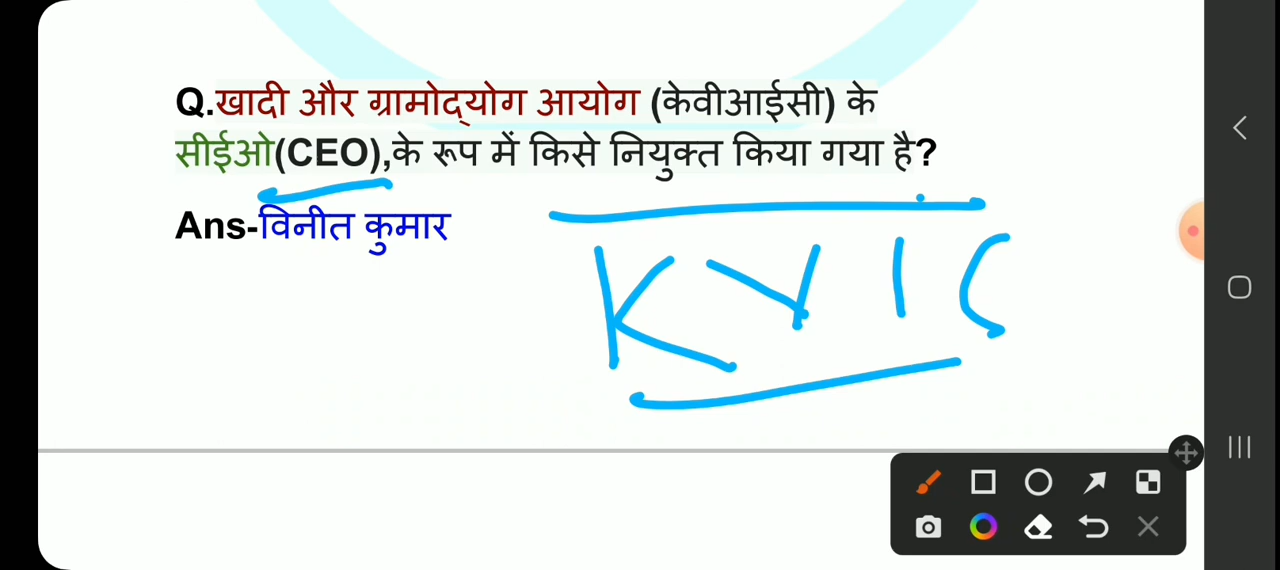 Q.खादी और ग्रामोद्योग आयोग (केवीआईसी) के
सीईओ(CEO),के रूप में किसे नियुक्त किया गया है?
Ans-विनीत कुमार
KVIC